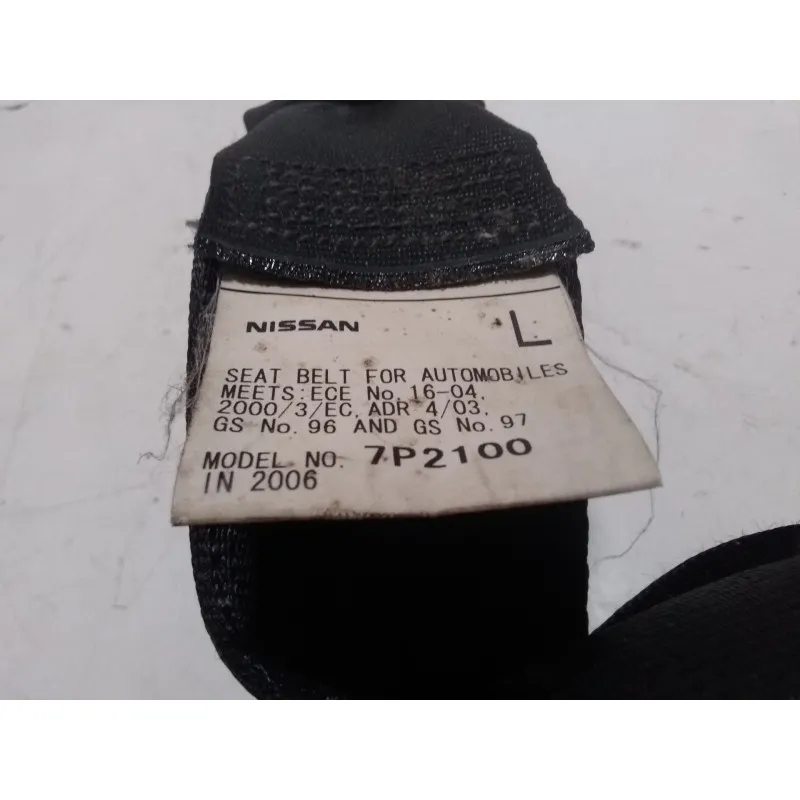 NISSAN L
SEAT BELT FOR AUTOMOBILES
MEETS:ECE No.16-04,
2000/3/EC, ADR 4/03,
GS No.96 AND GS No.97
MODEL NO. 7P2100
IN 2006